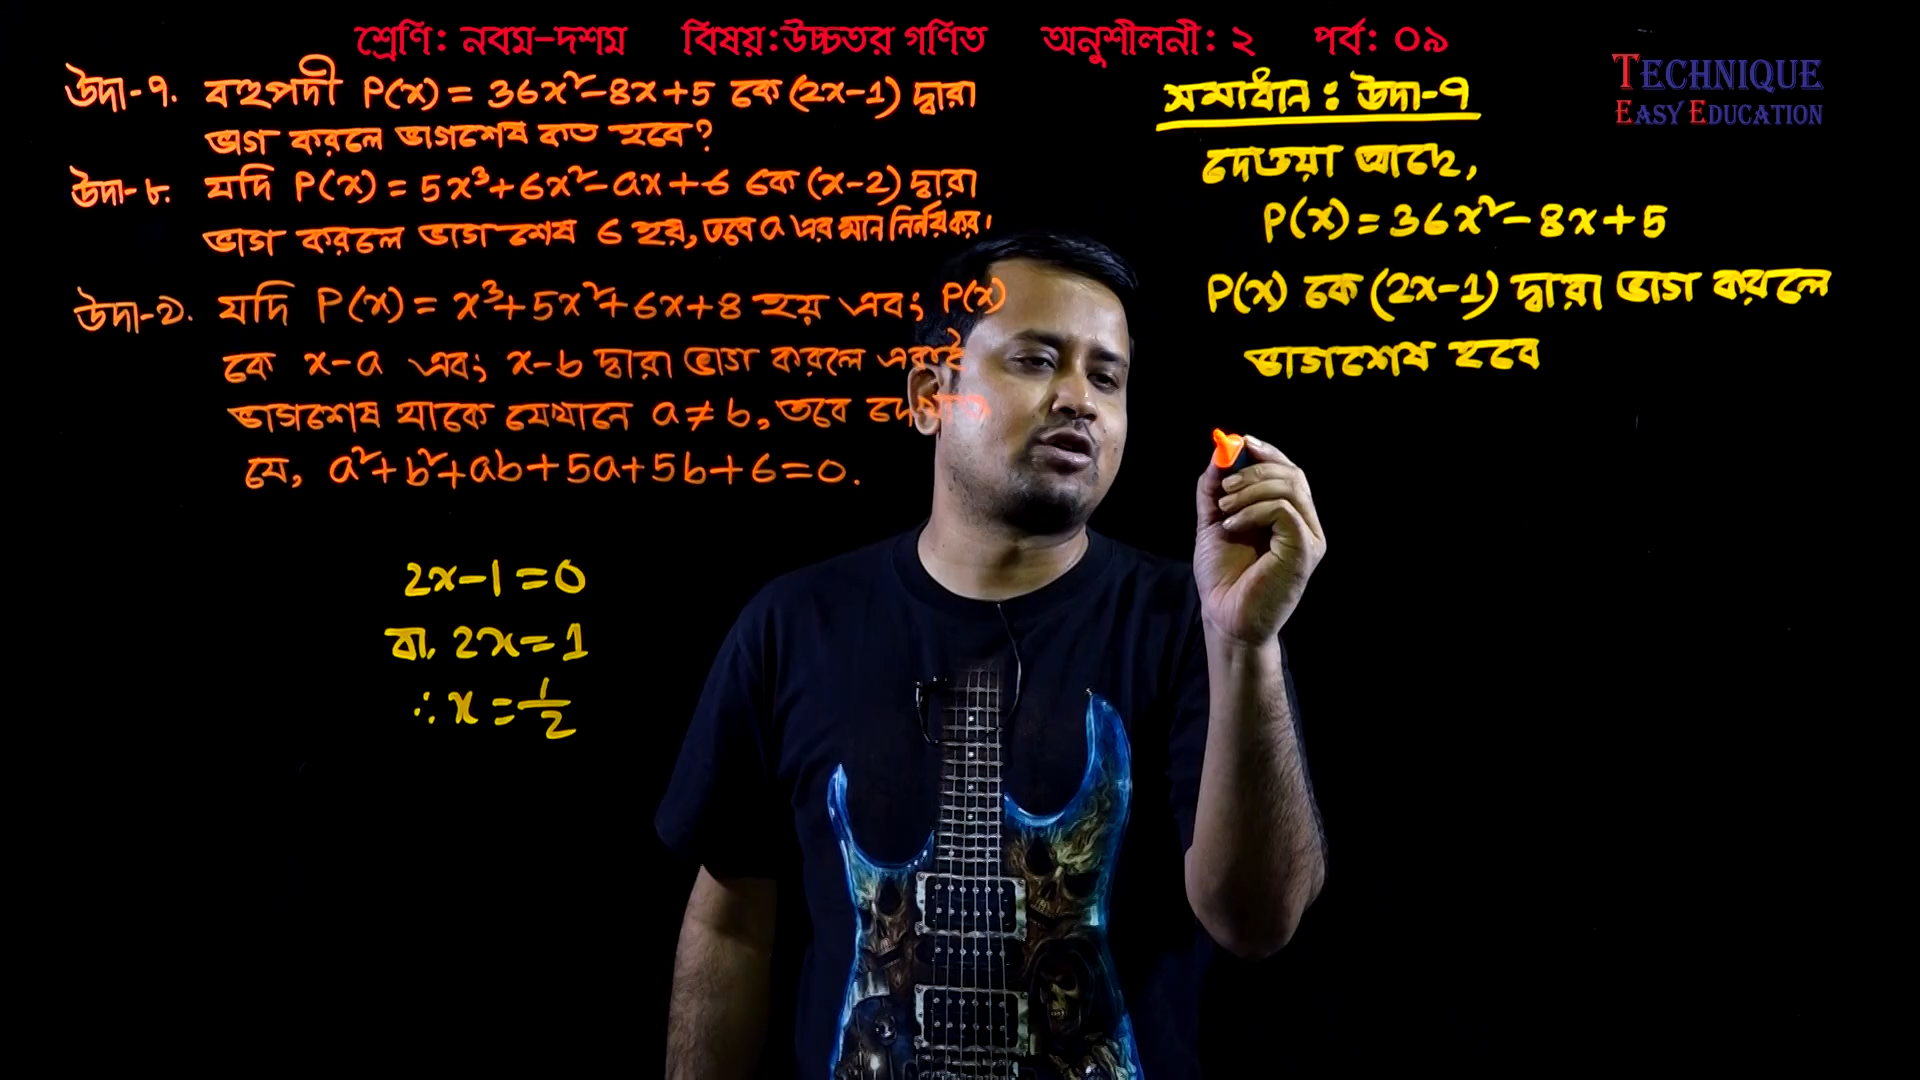 শ্রেণি: নবম-দশম বিষয়:উচ্চতর গণিত অনুশীলনী: ২ পর্ব: ০৯
TECHNIQUE
EASY EDUCATION
উদা-৭. বহুপদী P(x) = 36x²-8x+5 কে (2x-1) দ্বারা
ভাগ করলে ভাগশেষ কত হবে?
উদা-৮. যদি P(x) = 5x³+6x²-ax+6 কে (x-2) দ্বারা
ভাগ করলে ভাগশেষ 6 হয়, তবে a এর মান নির্ণয় কর।
উদা-৯. যদি P(x) = x³+5x²+6x+8 হয় এবং P(x)
কে x-a এবং x-b দ্বারা ভাগ করলে একই
ভাগশেষ থাকে যেখানে a≠b, তবে দেখাও
যে, a²+b²+ab+5a+5b+6=0.
2x-1=0
বা, 2x=1
∴ x=1/2
সমাধান: উদা-৭
দেওয়া আছে,
P(x)=36x²-8x+5
P(x) কে (2x-1) দ্বারা ভাগ করলে
ভাগশেষ হবে